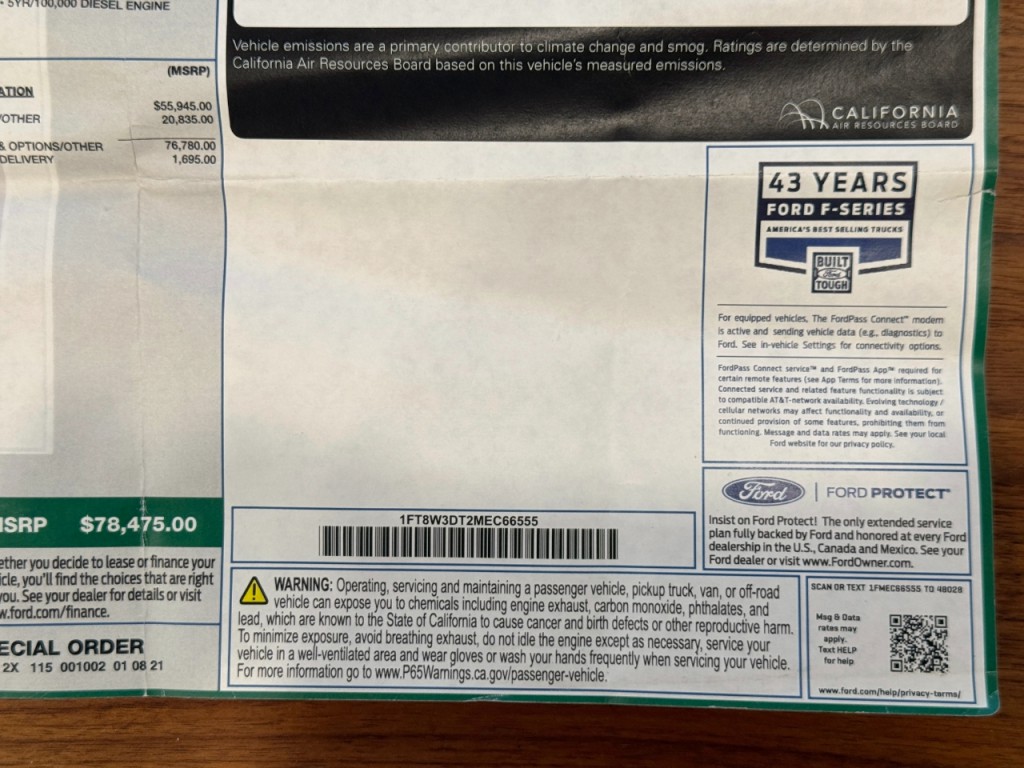 • 5YR/100,000 DIESEL ENGINE
(MSRP)
ATION
$55,945.00
/OTHER 20,835.00
& OPTIONS/OTHER 76,780.00
DELIVERY 1,695.00
MSRP $78,475.00
ether you decide to lease or finance your
icle, you'll find the choices that are right
you. See your dealer for details or visit
w.ford.com/finance.
ECIAL ORDER
2X 115 001002 01 08 21
Vehicle emissions are a primary contributor to climate change and smog. Ratings are determined by the
California Air Resources Board based on this vehicle's measured emissions.
CALIFORNIA
AIR RESOURCES BOARD
43 YEARS
FORD F-SERIES
AMERICA'S BEST SELLING TRUCKS
BUILT
Ford
TOUGH
For equipped vehicles, The FordPass Connect™ modem
is active and sending vehicle data (e.g., diagnostics) to
Ford. See in-vehicle Settings for connectivity options.
FordPass Connect service™ and FordPass App™ required for
certain remote features (see App Terms for more information).
Connected service and related feature functionality is subject
to compatible AT&T-network availability. Evolving technology /
cellular networks may affect functionality and availability, or
continued provision of some features, prohibiting them from
functioning. Message and data rates may apply. See your local
Ford website for our privacy policy.
Ford | FORD PROTECT®
Insist on Ford Protect! The only extended service
plan fully backed by Ford and honored at every Ford
dealership in the U.S., Canada and Mexico. See your
Ford dealer or visit www.FordOwner.com.
1FT8W3DT2MEC66555
WARNING: Operating, servicing and maintaining a passenger vehicle, pickup truck, van, or off-road
vehicle can expose you to chemicals including engine exhaust, carbon monoxide, phthalates, and
lead, which are known to the State of California to cause cancer and birth defects or other reproductive harm.
To minimize exposure, avoid breathing exhaust, do not idle the engine except as necessary, service your
vehicle in a well-ventilated area and wear gloves or wash your hands frequently when servicing your vehicle.
For more information go to www.P65Warnings.ca.gov/passenger-vehicle.
SCAN OR TEXT 1FMEC66555 TO 48028
Msg & Data
rates may
apply.
Text HELP
for help
www.ford.com/help/privacy-terms/